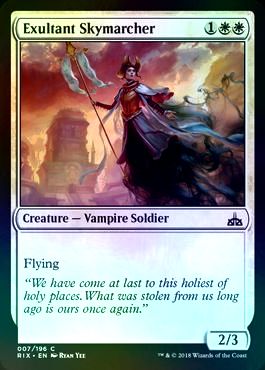 Exultant Skymarcher 1
Creature — Vampire Soldier
Flying
“We have come at last to this holiest of
holy places. What was stolen from us long
ago is ours once again.”
2/3
007/196 C
RIX • EN Ryan Yee
™ & © 2018 Wizards of the Coast